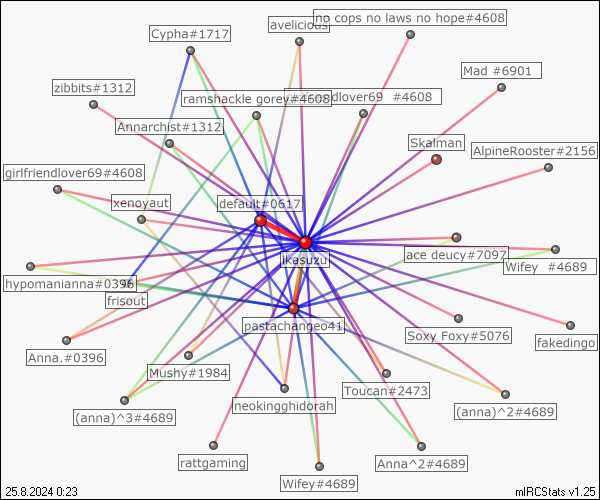 no cops no laws no hope#4608
avelicious
Cypha#1717
Mad #6901
zibbits#1312
ramshackle gorey#4608
dlover69 #4608
Annarchist#1312
Skalman
AlpineRooster#2156
girlfriendlover69#4608
xenoyaut
default#0617
ikasuzu
ace deucy#7097
Wifey #4689
hypomanianna#0396
frisout
pastachangeo41
Soxy Foxy#5076
fakedingo
Anna.#0396
Mushy#1984
Toucan#2473
neokingghidorah
(anna)^3#4689
(anna)^2#4689
rattgaming
Anna^2#4689
Wifey#4689
25.8.2024 0:23
mIRCStats v1.25